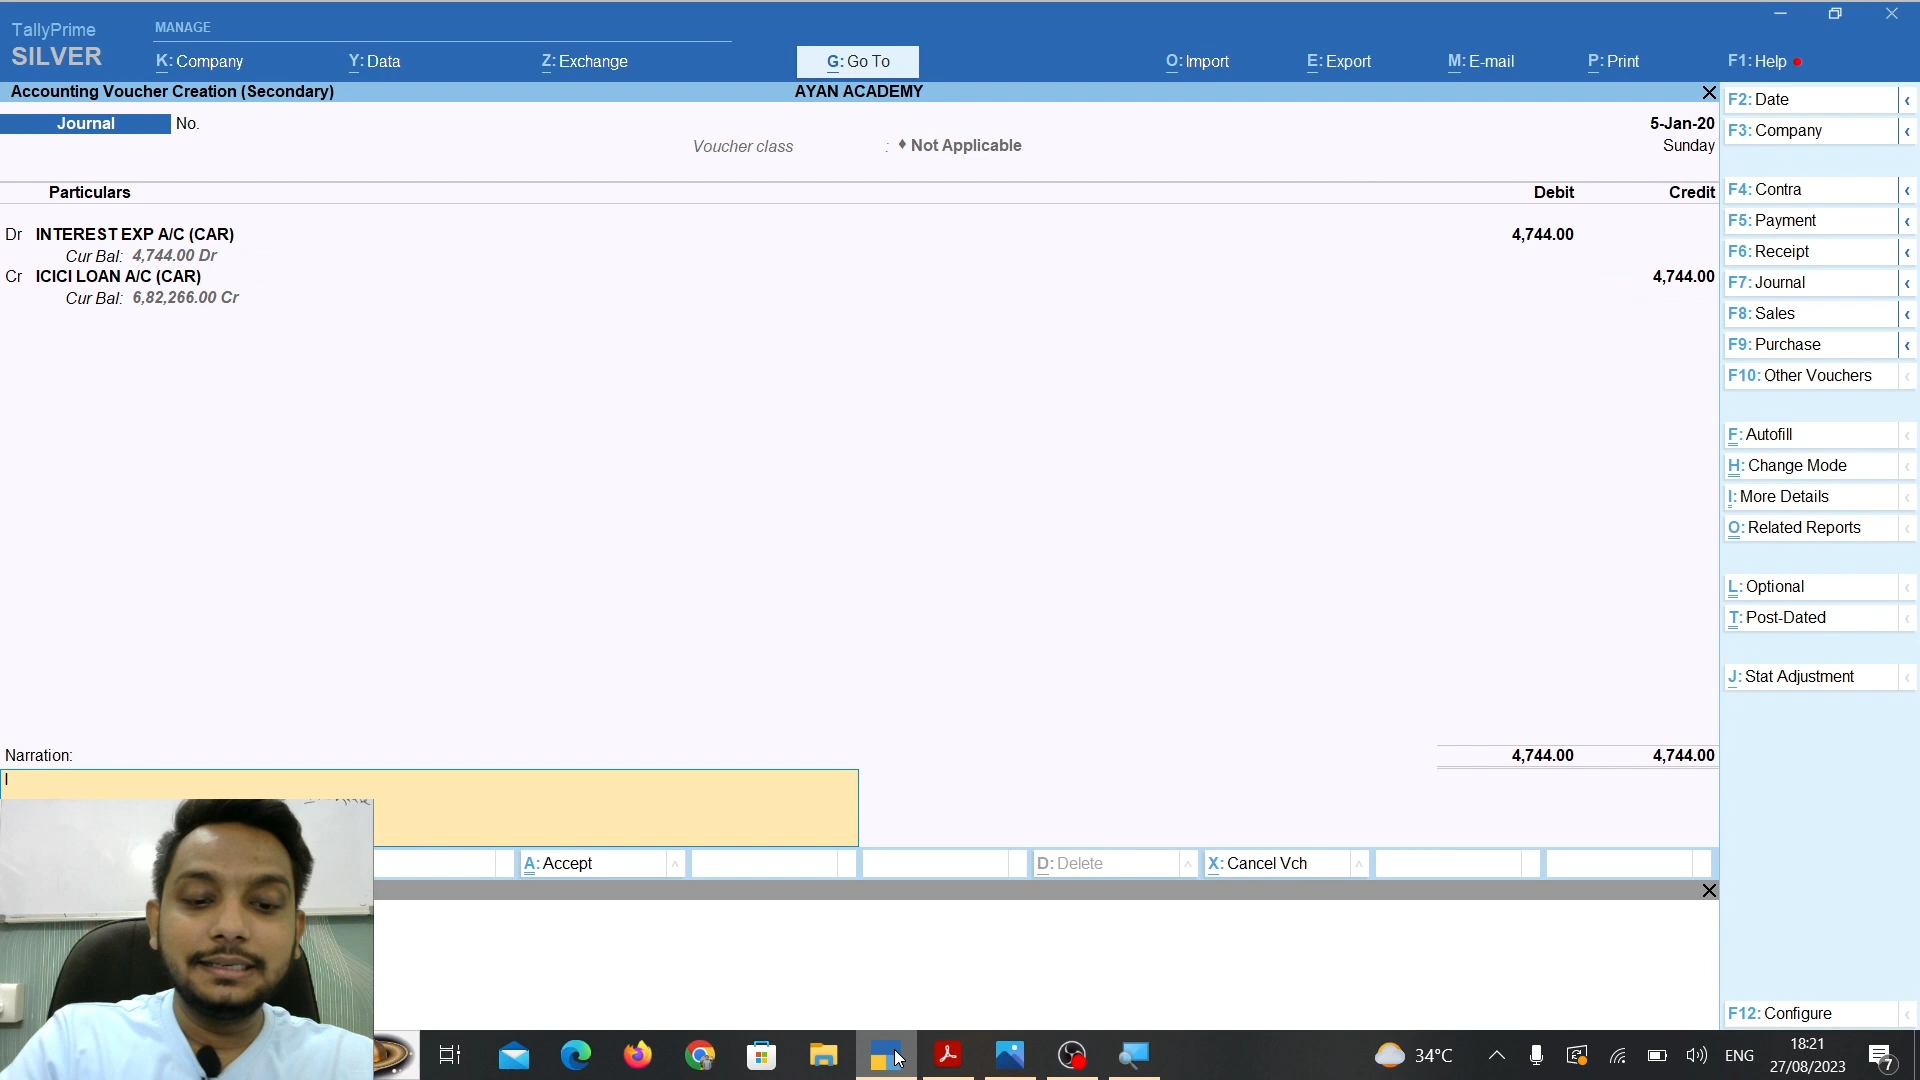 TallyPrime
SILVER
MANAGE
K: Company
Y: Data
Z: Exchange
G: Go To
O: Import
E: Export
M: E-mail
P: Print
F1: Help
Accounting Voucher Creation (Secondary)
AYAN ACADEMY
Journal No.
5-Jan-20
Voucher class : ♦ Not Applicable
Sunday
Particulars Debit Credit
Dr INTEREST EXP A/C (CAR) 4,744.00
Cur Bal: 4,744.00 Dr
Cr ICICI LOAN A/C (CAR) 4,744.00
Cur Bal: 6,82,266.00 Cr
Narration: 4,744.00 4,744.00
A: Accept
D: Delete
X: Cancel Vch
F2: Date
F3: Company
F4: Contra
F5: Payment
F6: Receipt
F7: Journal
F8: Sales
F9: Purchase
F10: Other Vouchers
F: Autofill
H: Change Mode
I: More Details
O: Related Reports
L: Optional
T: Post-Dated
J: Stat Adjustment
F12: Configure
34°C
ENG
18:21
27/08/2023
7